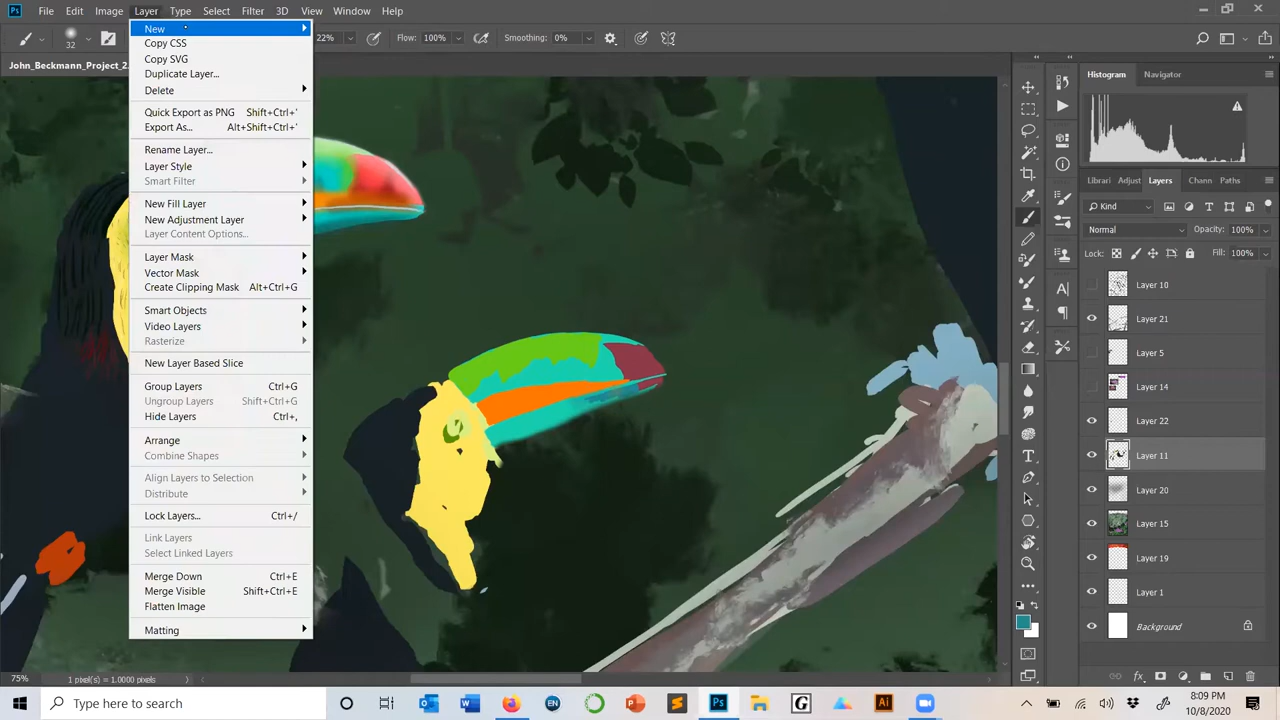 Ps File Edit Image Layer Type Select Filter 3D View Window Help
32 22% Flow: 100% Smoothing: 0%
John_Beckmann_Project_2.
New
Copy CSS
Copy SVG
Duplicate Layer...
Delete
Quick Export as PNG Shift+Ctrl+'
Export As... Alt+Shift+Ctrl+'
Rename Layer...
Layer Style
Smart Filter
New Fill Layer
New Adjustment Layer
Layer Content Options...
Layer Mask
Vector Mask
Create Clipping Mask Alt+Ctrl+G
Smart Objects
Video Layers
Rasterize
New Layer Based Slice
Group Layers Ctrl+G
Ungroup Layers Shift+Ctrl+G
Hide Layers Ctrl+,
Arrange
Combine Shapes
Align Layers to Selection
Distribute
Lock Layers... Ctrl+/
Link Layers
Select Linked Layers
Merge Down Ctrl+E
Merge Visible Shift+Ctrl+E
Flatten Image
Matting
Histogram Navigator
Librari Adjust Layers Chann Paths
Kind
Normal Opacity: 100%
Lock: Fill: 100%
Layer 10
Layer 21
Layer 5
Layer 14
Layer 22
Layer 11
Layer 20
Layer 15
Layer 19
Layer 1
Background
75% 1 pixel(s) = 1.0000 pixels
Type here to search
EN
G
Ps
Ai
8:09 PM
10/8/2020